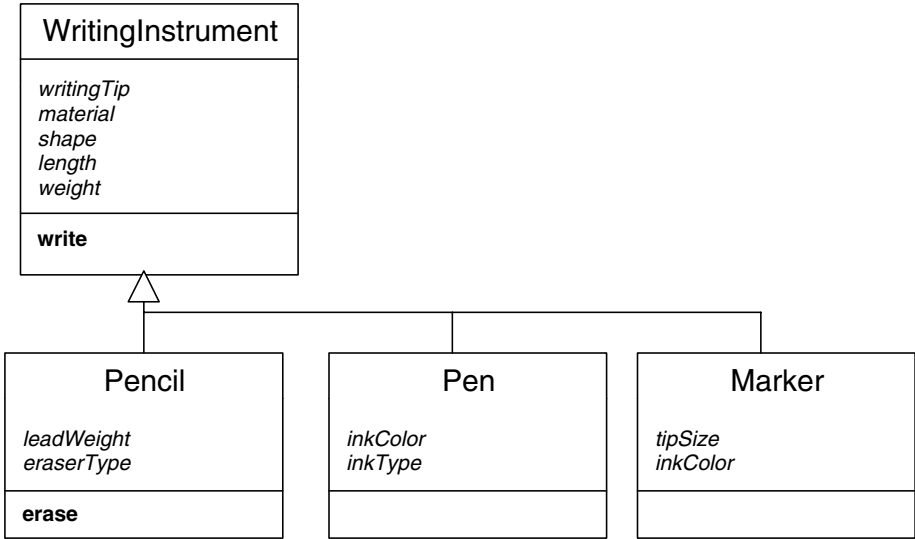 WritingInstrument
writingTip
material
shape
length
weight
write
Pencil
leadWeight
eraserType
erase
Pen
inkColor
inkType
Marker
tipSize
inkColor